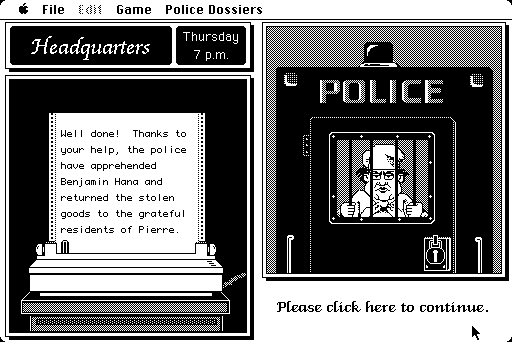 File Edit Game Police Dossiers
Headquarters
Thursday
7 p.m.
Well done! Thanks to
your help, the police
have apprehended
Benjamin Hana and
returned the stolen
goods to the grateful
residents of Pierre.
POLICE
Please click here to continue.